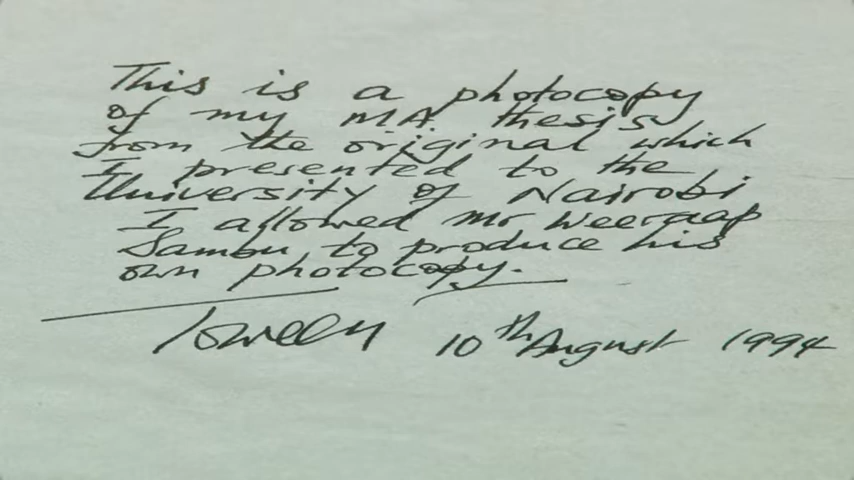 This is a photocopy
of my M.A. thesis
from the original which
I presented to the
University of Nairobi
I allowed Mr Weeraap
Sambu to produce his
own photocopy.
10th August 1994